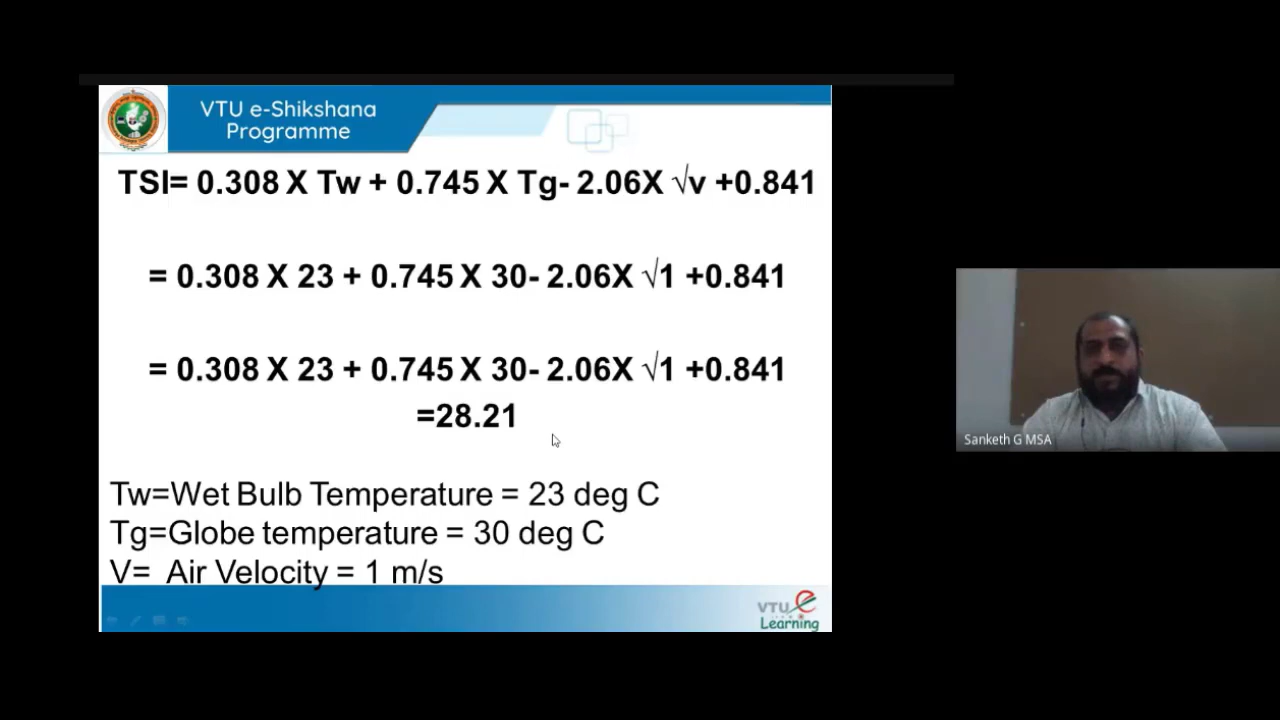 VTU e-Shikshana
Programme
TSI= 0.308 X Tw + 0.745 X Tg- 2.06X √v +0.841
= 0.308 X 23 + 0.745 X 30- 2.06X √1 +0.841
= 0.308 X 23 + 0.745 X 30- 2.06X √1 +0.841
=28.21
Tw=Wet Bulb Temperature = 23 deg C
Tg=Globe temperature = 30 deg C
V= Air Velocity = 1 m/s
VTU e
Learning
Sanketh G MSA